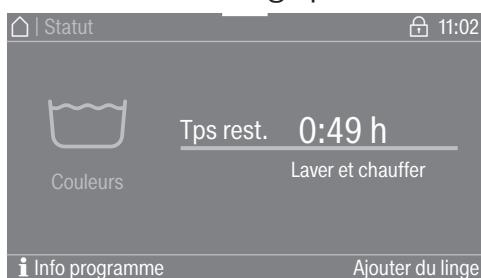 | Statut 11:02
Tps rest. 0:49 h
Laver et chauffer
Couleurs
Info programme Ajouter du linge